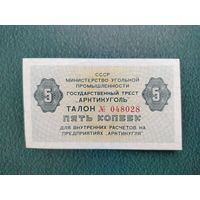 СССР
МИНИСТЕРСТВО УГОЛЬНОЙ
ПРОМЫШЛЕННОСТИ
ГОСУДАРСТВЕННЫЙ ТРЕСТ
„АРКТИКУГОЛЬ"
5 5
ТАЛОН № 048028
ПЯТЬ КОПЕЕК
ДЛЯ ВНУТРЕННИХ РАСЧЕТОВ НА
ПРЕДПРИЯТИЯХ „АРКТИКУГЛЯ"